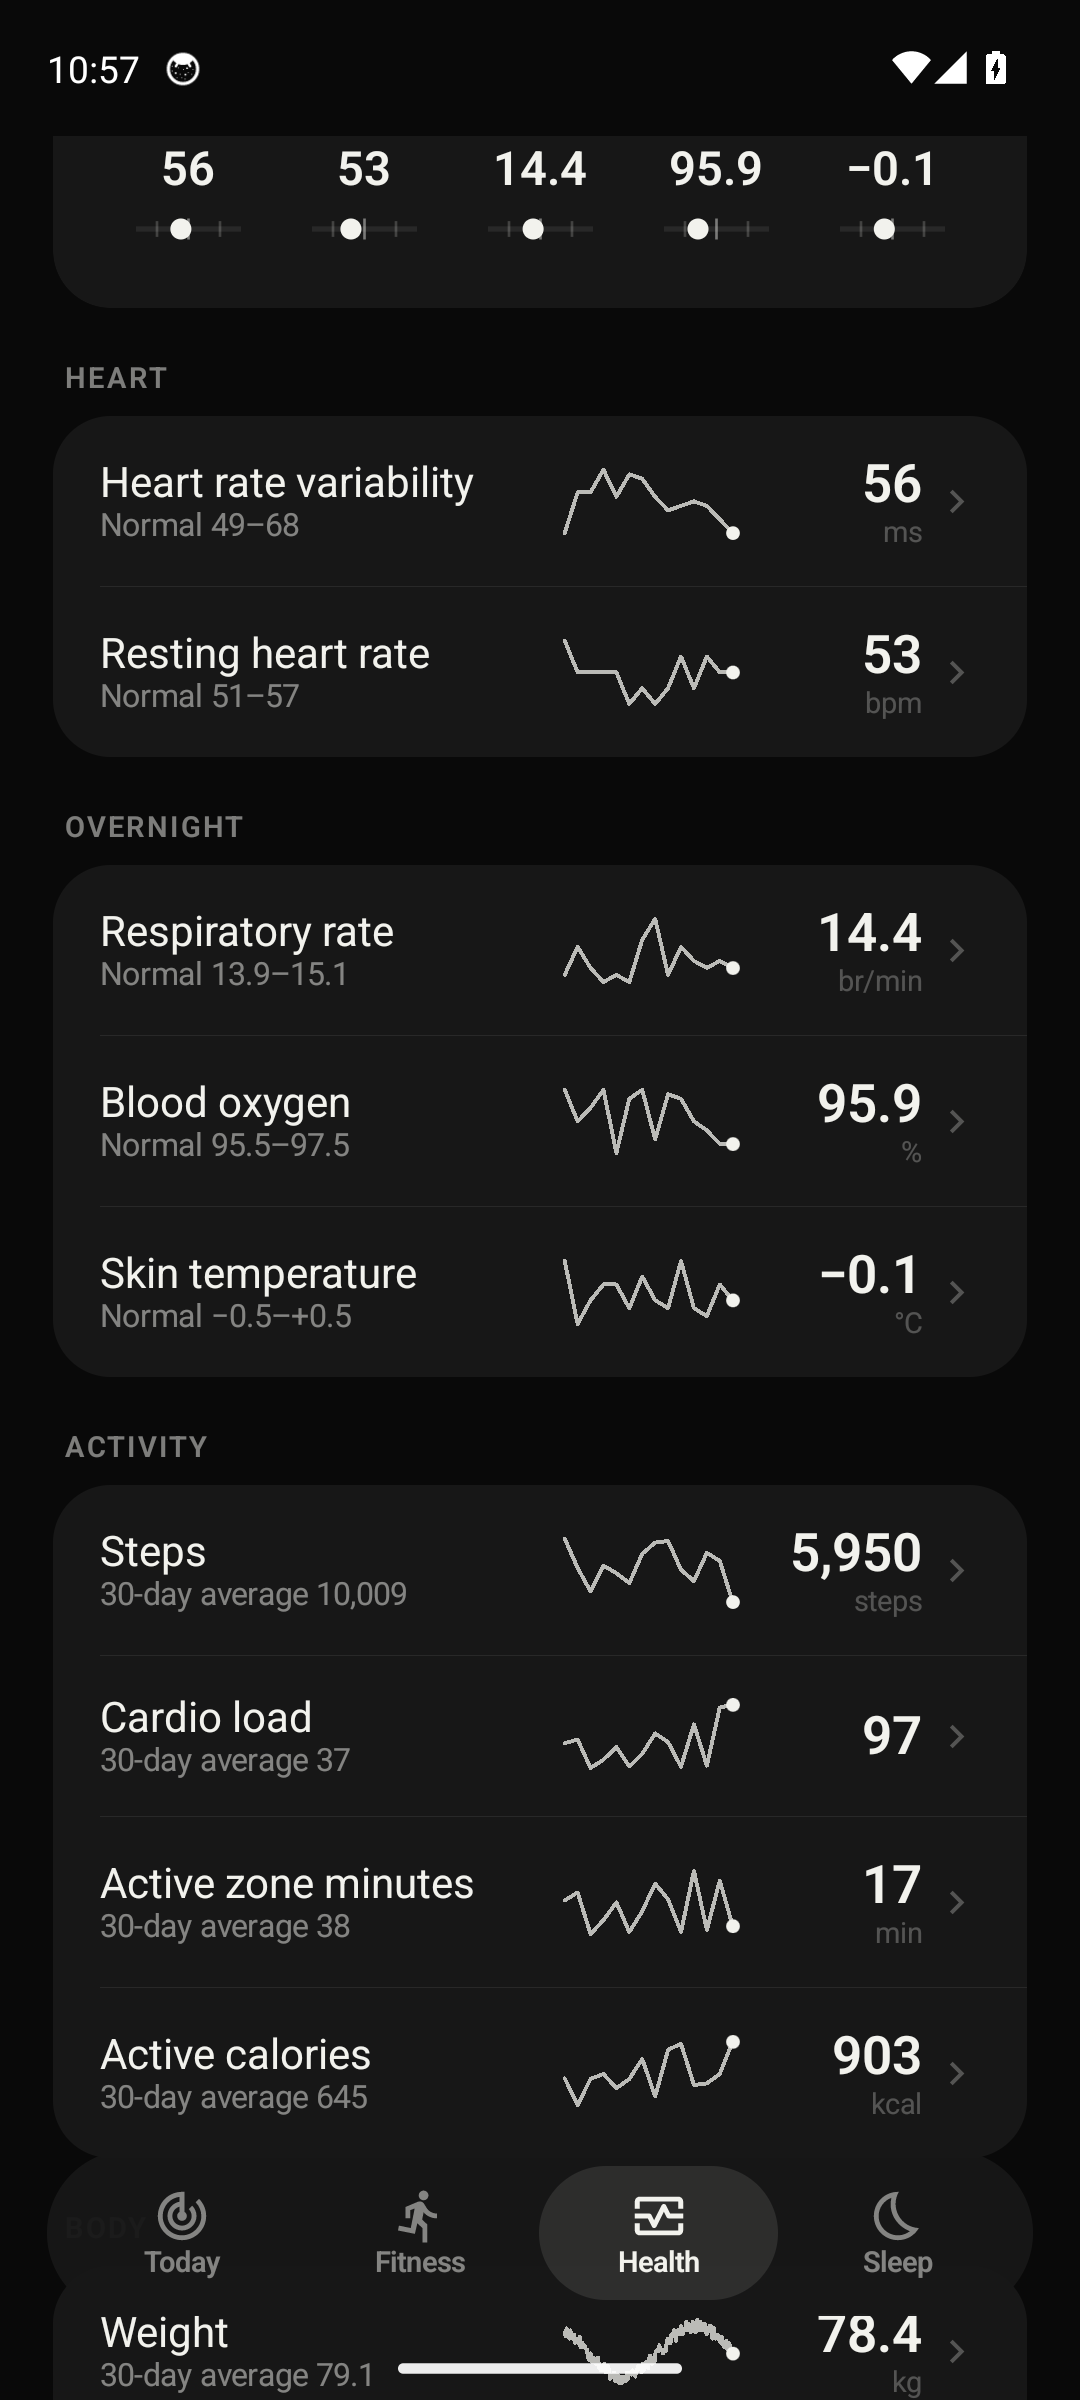 10:57
56 53 14.4 95.9 −0.1
HEART
Heart rate variability
Normal 49–68
56
ms
Resting heart rate
Normal 51–57
53
bpm
OVERNIGHT
Respiratory rate
Normal 13.9–15.1
14.4
br/min
Blood oxygen
Normal 95.5–97.5
95.9
%
Skin temperature
Normal −0.5–+0.5
−0.1
°C
ACTIVITY
Steps
30-day average 10,009
5,950
steps
Cardio load
30-day average 37
97
Active zone minutes
30-day average 38
17
min
Active calories
30-day average 645
903
kcal
BODY
Today Fitness Health Sleep
Weight
30-day average 79.1
78.4
kg